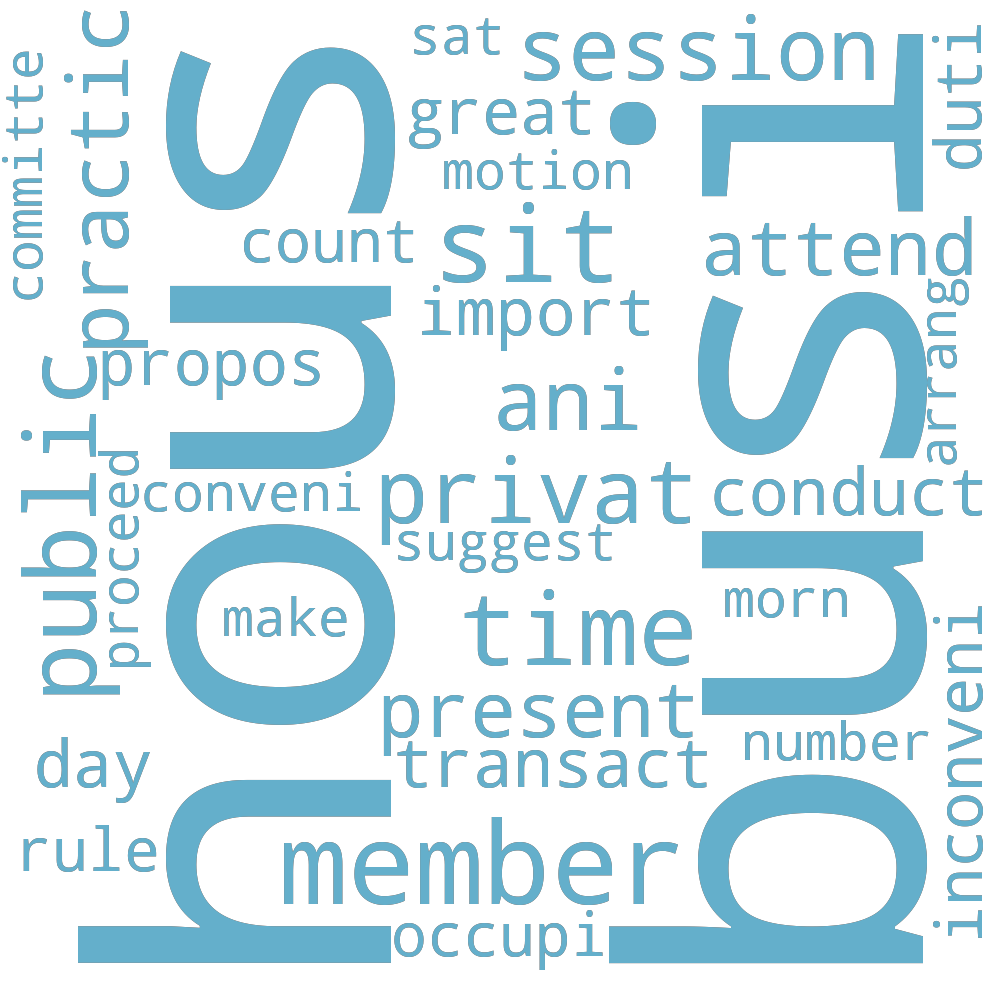 committe
practic
hous
sat
session
busi
duti
great
motion
count
sit
attend
import
arrang
propos
public
ani
proceed
conveni
privat
conduct
suggest
make
time
morn
present
inconveni
day
transact
number
rule
member
occupi